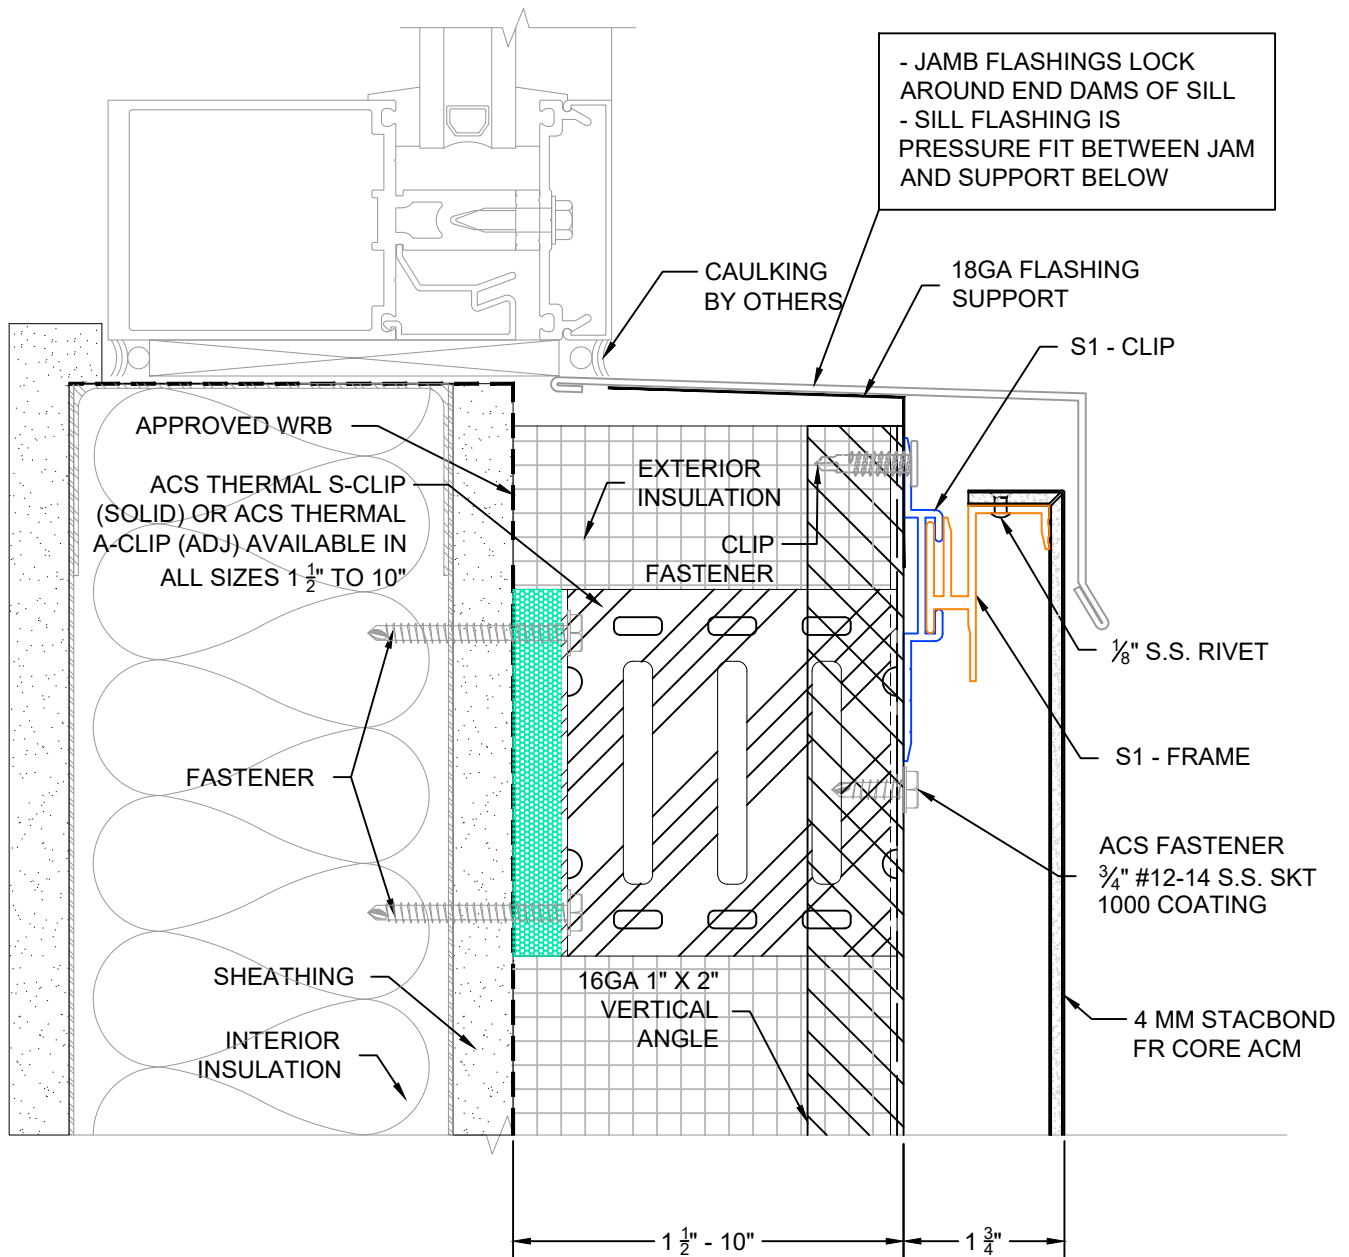 - JAMB FLASHINGS LOCK
AROUND END DAMS OF SILL
- SILL FLASHING IS
PRESSURE FIT BETWEEN JAM
AND SUPPORT BELOW
CAULKING
BY OTHERS
18GA FLASHING
SUPPORT
S1 - CLIP
APPROVED WRB
ACS THERMAL S-CLIP
(SOLID) OR ACS THERMAL
A-CLIP (ADJ) AVAILABLE IN
ALL SIZES 1 1/2" TO 10"
EXTERIOR
INSULATION
CLIP
FASTENER
1/8" S.S. RIVET
FASTENER
S1 - FRAME
ACS FASTENER
3/4" #12-14 S.S. SKT
1000 COATING
SHEATHING
16GA 1" X 2"
VERTICAL
ANGLE
INTERIOR
INSULATION
4 MM STACBOND
FR CORE ACM
1 1/2" - 10"
1 3/4"